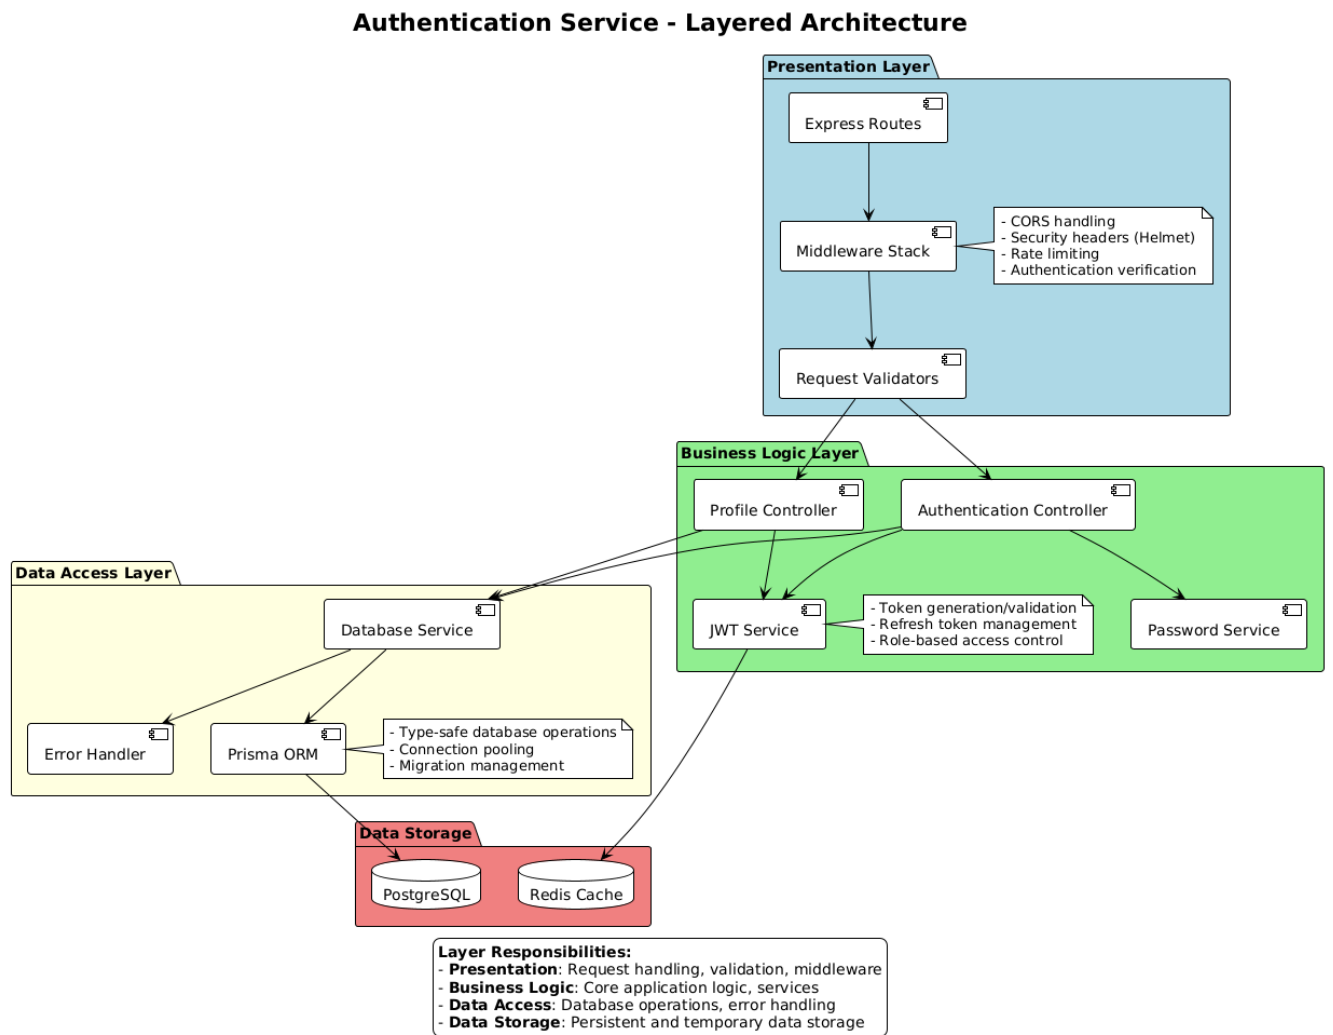 Authentication Service - Layered Architecture
Presentation Layer
Express Routes
Middleware Stack
- CORS handling
- Security headers (Helmet)
- Rate limiting
- Authentication verification
Request Validators
Business Logic Layer
Profile Controller
Authentication Controller
JWT Service
- Token generation/validation
- Refresh token management
- Role-based access control
Password Service
Data Access Layer
Database Service
Error Handler
Prisma ORM
- Type-safe database operations
- Connection pooling
- Migration management
Data Storage
PostgreSQL
Redis Cache
Layer Responsibilities:
- Presentation: Request handling, validation, middleware
- Business Logic: Core application logic, services
- Data Access: Database operations, error handling
- Data Storage: Persistent and temporary data storage